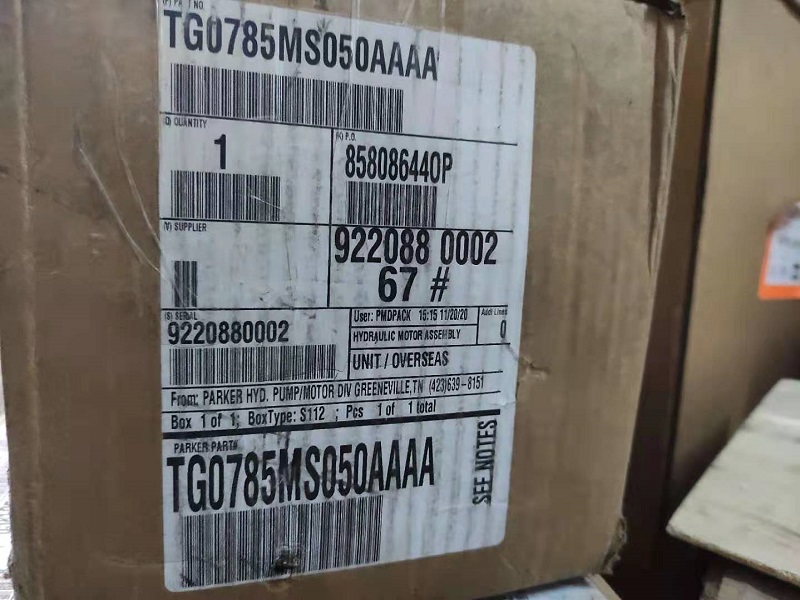 TG0785MS050AAAA
(Q) QUANTITY
1
(K) P.O.
858086440P
(V) SUPPLIER
922088 0002
67 #
(S) SERIAL
9220880002
User: PMDPACK 15:15 11/20/20
Addl Lines
0
HYDRAULIC MOTOR ASSEMBLY
UNIT / OVERSEAS
From: PARKER HYD. PUMP/MOTOR DIV GREENEVILLE,TN (423)639-8151
Box 1 of 1; BoxType: S112 ; Pcs 1 of 1 total
PARKER PART#
TG0785MS050AAAA
SEE NOTES